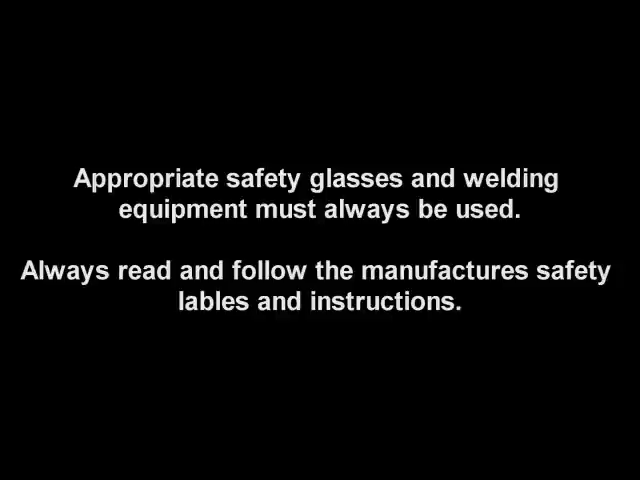 Appropriate safety glasses and welding
equipment must always be used.
Always read and follow the manufactures safety
lables and instructions.